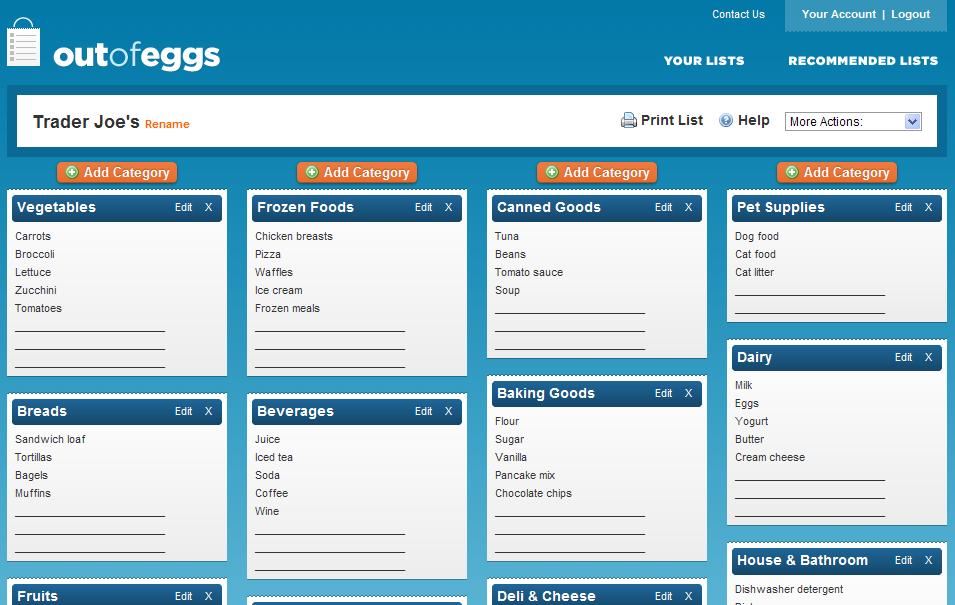 Contact Us
Your Account | Logout
outofeggs
YOUR LISTS
RECOMMENDED LISTS
Trader Joe's Rename
Print List
Help
More Actions:
Add Category
Add Category
Add Category
Add Category
Vegetables Edit X
Carrots
Broccoli
Lettuce
Zucchini
Tomatoes
Breads Edit X
Sandwich loaf
Tortillas
Bagels
Muffins
Fruits Edit X
Frozen Foods Edit X
Chicken breasts
Pizza
Waffles
Ice cream
Frozen meals
Beverages Edit X
Juice
Iced tea
Soda
Coffee
Wine
Canned Goods Edit X
Tuna
Beans
Tomato sauce
Soup
Baking Goods Edit X
Flour
Sugar
Vanilla
Pancake mix
Chocolate chips
Deli & Cheese Edit X
Pet Supplies Edit X
Dog food
Cat food
Cat litter
Dairy Edit X
Milk
Eggs
Yogurt
Butter
Cream cheese
House & Bathroom Edit X
Dishwasher detergent